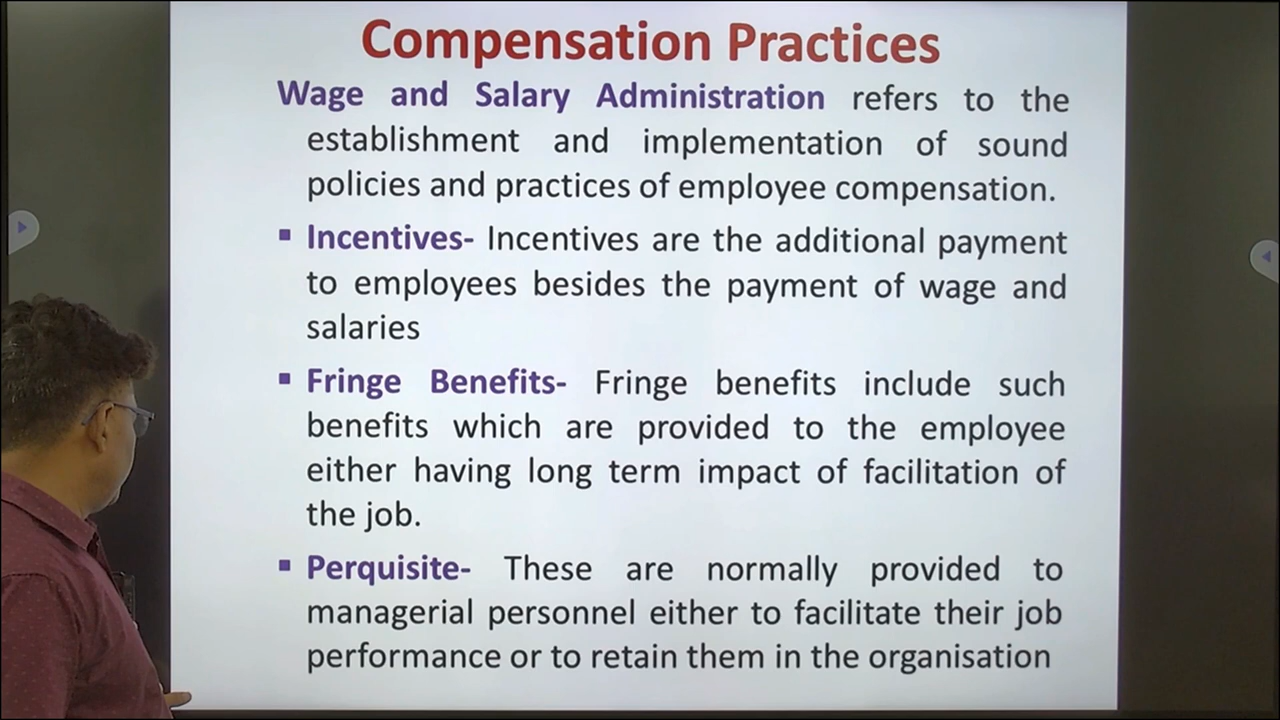 Compensation Practices
Wage and Salary Administration refers to the
establishment and implementation of sound
policies and practices of employee compensation.
▪ Incentives- Incentives are the additional payment
to employees besides the payment of wage and
salaries
▪ Fringe Benefits- Fringe benefits include such
benefits which are provided to the employee
either having long term impact of facilitation of
the job.
▪ Perquisite- These are normally provided to
managerial personnel either to facilitate their job
performance or to retain them in the organisation